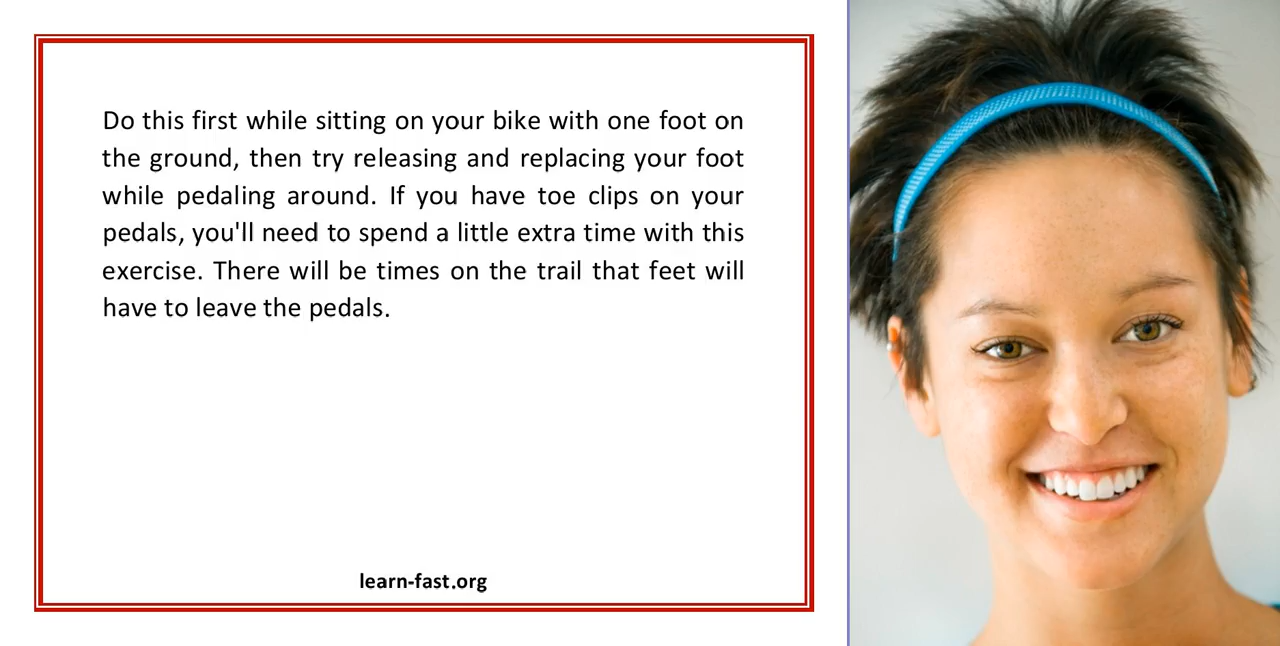 Do this first while sitting on your bike with one foot on
the ground, then try releasing and replacing your foot
while pedaling around. If you have toe clips on your
pedals, you'll need to spend a little extra time with this
exercise. There will be times on the trail that feet will
have to leave the pedals.
learn-fast.org